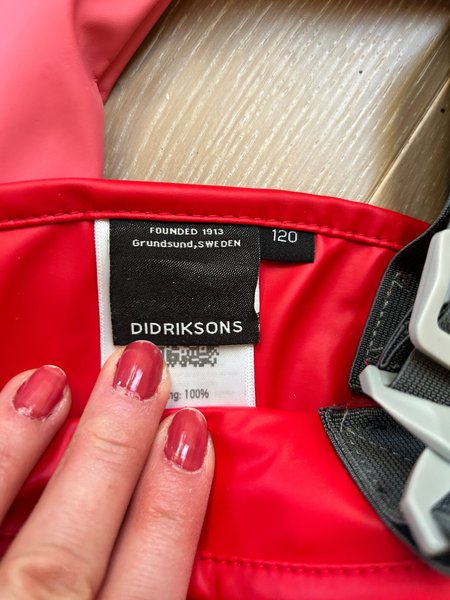 FOUNDED 1913
Grundsund,SWEDEN
120
DIDRIKSONS
ng: 100%